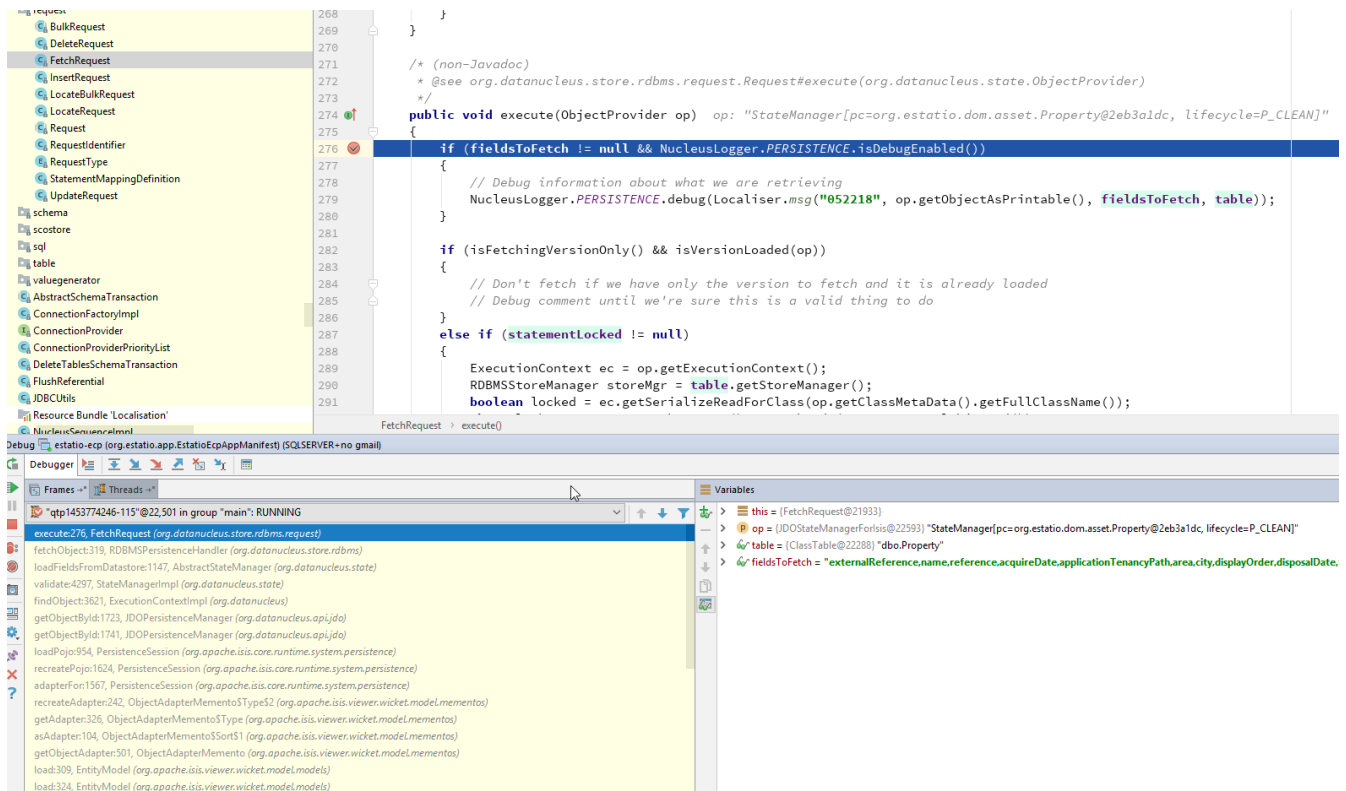 request
BulkRequest
DeleteRequest
FetchRequest
InsertRequest
LocateBulkRequest
LocateRequest
Request
RequestIdentifier
RequestType
StatementMappingDefinition
UpdateRequest
schema
scostore
sql
table
valuegenerator
AbstractSchemaTransaction
ConnectionFactoryImpl
ConnectionProvider
ConnectionProviderPriorityList
DeleteTablesSchemaTransaction
FlushReferential
JDBCUtils
Resource Bundle 'Localisation'
NucleusSequenceImpl
268 }
269 }
270
271 /* (non-Javadoc)
272 * @see org.datanucleus.store.rdbms.request.Request#execute(org.datanucleus.state.ObjectProvider)
273 */
274 public void execute(ObjectProvider op) op: "StateManager[pc=org.estatio.dom.asset.Property@2eb3a1dc, lifecycle=P_CLEAN]"
275 {
276 if (fieldsToFetch != null && NucleusLogger.PERSISTENCE.isDebugEnabled())
277 {
278 // Debug information about what we are retrieving
279 NucleusLogger.PERSISTENCE.debug(Localiser.msg("052218", op.getObjectAsPrintable(), fieldsToFetch, table));
280 }
281
282 if (isFetchingVersionOnly() && isVersionLoaded(op))
283 {
284 // Don't fetch if we have only the version to fetch and it is already loaded
285 // Debug comment until we're sure this is a valid thing to do
286 }
287 else if (statementLocked != null)
288 {
289 ExecutionContext ec = op.getExecutionContext();
290 RDBMSStoreManager storeMgr = table.getStoreManager();
291 boolean locked = ec.getSerializeReadForClass(op.getClassMetaData().getFullClassName());
FetchRequest › execute()
Debug estatio-ecp (org.estatio.app.EstatioEcpAppManifest) (SQLSERVER+no gmail)
Debugger
Frames Threads
"qtp1453774246-115"@22,501 in group "main": RUNNING
execute:276, FetchRequest (org.datanucleus.store.rdbms.request)
fetchObject:319, RDBMSPersistenceHandler (org.datanucleus.store.rdbms)
loadFieldsFromDatastore:1147, AbstractStateManager (org.datanucleus.state)
validate:4297, StateManagerImpl (org.datanucleus.state)
findObject:3621, ExecutionContextImpl (org.datanucleus)
getObjectById:1723, JDOPersistenceManager (org.datanucleus.api.jdo)
getObjectById:1741, JDOPersistenceManager (org.datanucleus.api.jdo)
loadPojo:954, PersistenceSession (org.apache.isis.core.runtime.system.persistence)
recreatePojo:1624, PersistenceSession (org.apache.isis.core.runtime.system.persistence)
adapterFor:1567, PersistenceSession (org.apache.isis.core.runtime.system.persistence)
recreateAdapter:242, ObjectAdapterMemento$Type$2 (org.apache.isis.viewer.wicket.model.mementos)
getAdapter:326, ObjectAdapterMemento$Type (org.apache.isis.viewer.wicket.model.mementos)
asAdapter:104, ObjectAdapterMemento$Sort$1 (org.apache.isis.viewer.wicket.model.mementos)
getObjectAdapter:501, ObjectAdapterMemento (org.apache.isis.viewer.wicket.model.mementos)
load:309, EntityModel (org.apache.isis.viewer.wicket.model.models)
load:324, EntityModel (org.apache.isis.viewer.wicket.model.models)
Variables
this = {FetchRequest@21933}
op = {JDOStateManagerForIsis@22593} "StateManager[pc=org.estatio.dom.asset.Property@2eb3a1dc, lifecycle=P_CLEAN]"
table = {ClassTable@22288} "dbo.Property"
fieldsToFetch = "externalReference,name,reference,acquireDate,applicationTenancyPath,area,city,displayOrder,disposalDate,